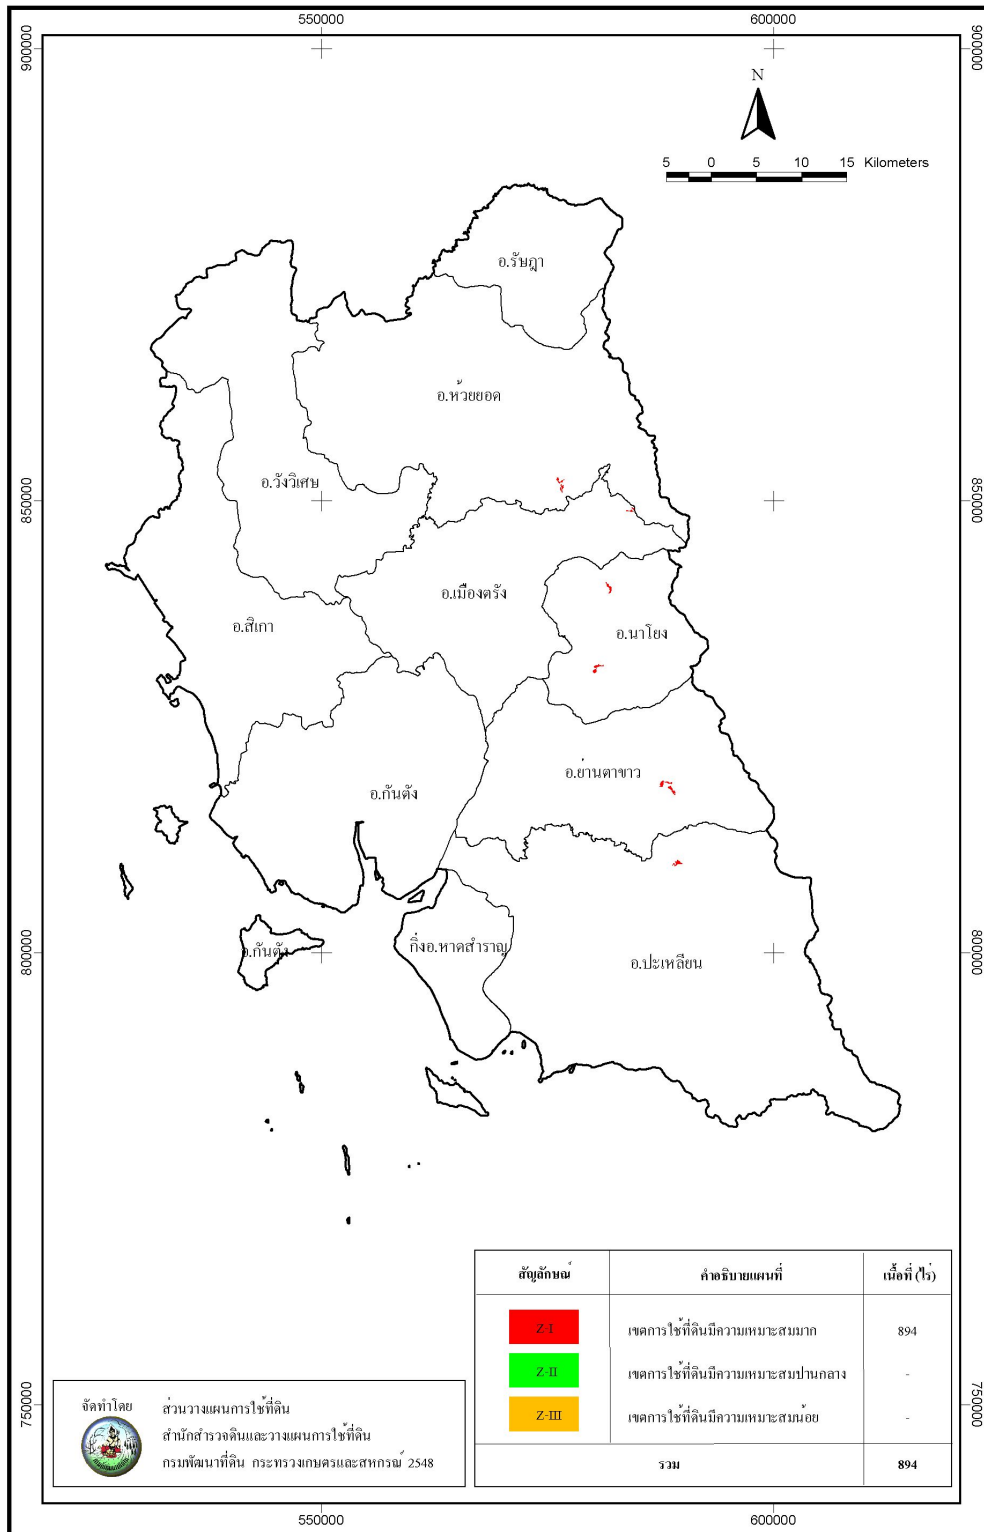 550000 600000
900000 900000
N
5 0 5 10 15 Kilometers
อ.รัษฎา
อ.ห้วยยอด
อ.วังวิเศษ
850000 850000
อ.เมืองตรัง
อ.สิเกา
อ.นาโยง
อ.ย่านตาขาว
อ.กันตัง
กิ่งอ.หาดสำราญ
อ.กันตัง
800000 800000
อ.ปะเหลียน
สัญลักษณ์ คำอธิบายแผนที่ เนื้อที่ (ไร่)
Z-I เขตการใช้ที่ดินมีความเหมาะสมมาก 894
Z-II เขตการใช้ที่ดินมีความเหมาะสมปานกลาง -
Z-III เขตการใช้ที่ดินมีความเหมาะสมน้อย -
รวม 894
750000 750000
จัดทำโดย ส่วนวางแผนการใช้ที่ดิน
สำนักสำรวจดินและวางแผนการใช้ที่ดิน
กรมพัฒนาที่ดิน กระทรวงเกษตรและสหกรณ์ 2548
550000 600000